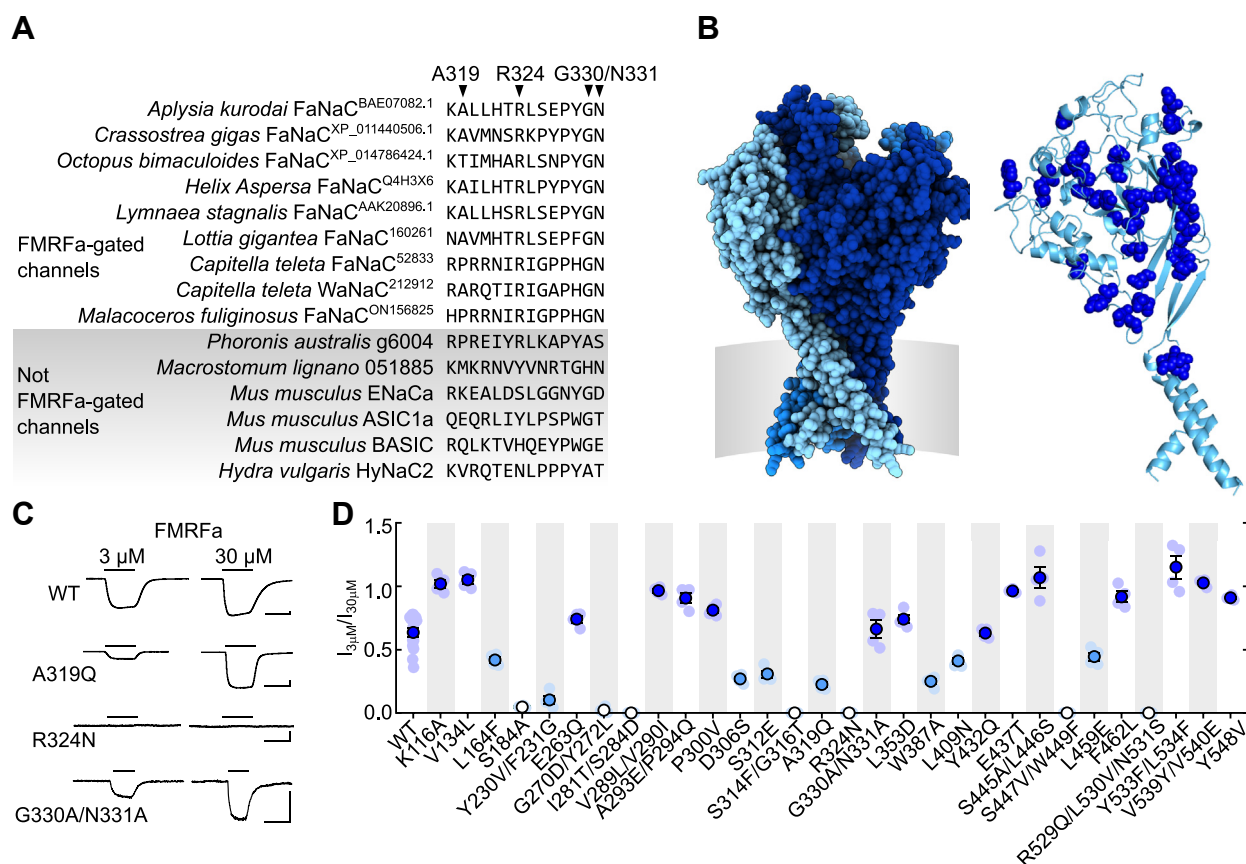 A
B
A319 R324 G330/N331
Aplysia kurodai FaNaC^BAE07082.1 KALLHTRLSEPYGN
Crassostrea gigas FaNaC^XP_011440506.1 KAVMNSRKPYPYGN
Octopus bimaculoides FaNaC^XP_014786424.1 KTIMHARLSNPYGN
Helix Aspersa FaNaC^Q4H3X6 KAILHTRLPYPYGN
Lymnaea stagnalis FaNaC^AAK20896.1 KALLHSRLSEPYGN
Lottia gigantea FaNaC^160261 NAVMHTRLSEPFGN
Capitella teleta FaNaC^52833 RPRRNIRIGPPHGN
Capitella teleta WaNaC^212912 RARQTIRIGAPHGN
Malacoceros fuliginosus FaNaC^ON156825 HPRRNIRIGPPHGN
FMRFa-gated
channels
Phoronis australis g6004 RPREIYRLKAPYAS
Macrostomum lignano 051885 KMKRNVYVNRTGHN
Mus musculus ENaCa RKEALDSLGGNYGD
Mus musculus ASIC1a QEQRLIYLPSPWGT
Mus musculus BASIC RQLKTVHQEYPWGE
Hydra vulgaris HyNaC2 KVRQTENLPPPYAT
Not
FMRFa-gated
channels
C
FMRFa
3 µM 30 µM
WT
A319Q
R324N
G330A/N331A
D
I3µM/I30µM
1.5
1.0
0.5
0.0
WT
K116A
V134L
L164F
S184A
Y230V/F231G
E263Q
G270D/Y272L
I281T/S284D
V289L/V290I
A293E/P294Q
P300V
D306S
S312E
S314F/G316T
A319Q
R324N
G330A/N331A
L353D
W387A
L409N
Y432Q
E437T
S445A/L446S
S447V/W449F
L459E
F462I
R529Q/L530V/N531S
Y533F/L534F
V539Y/V540E
Y548V